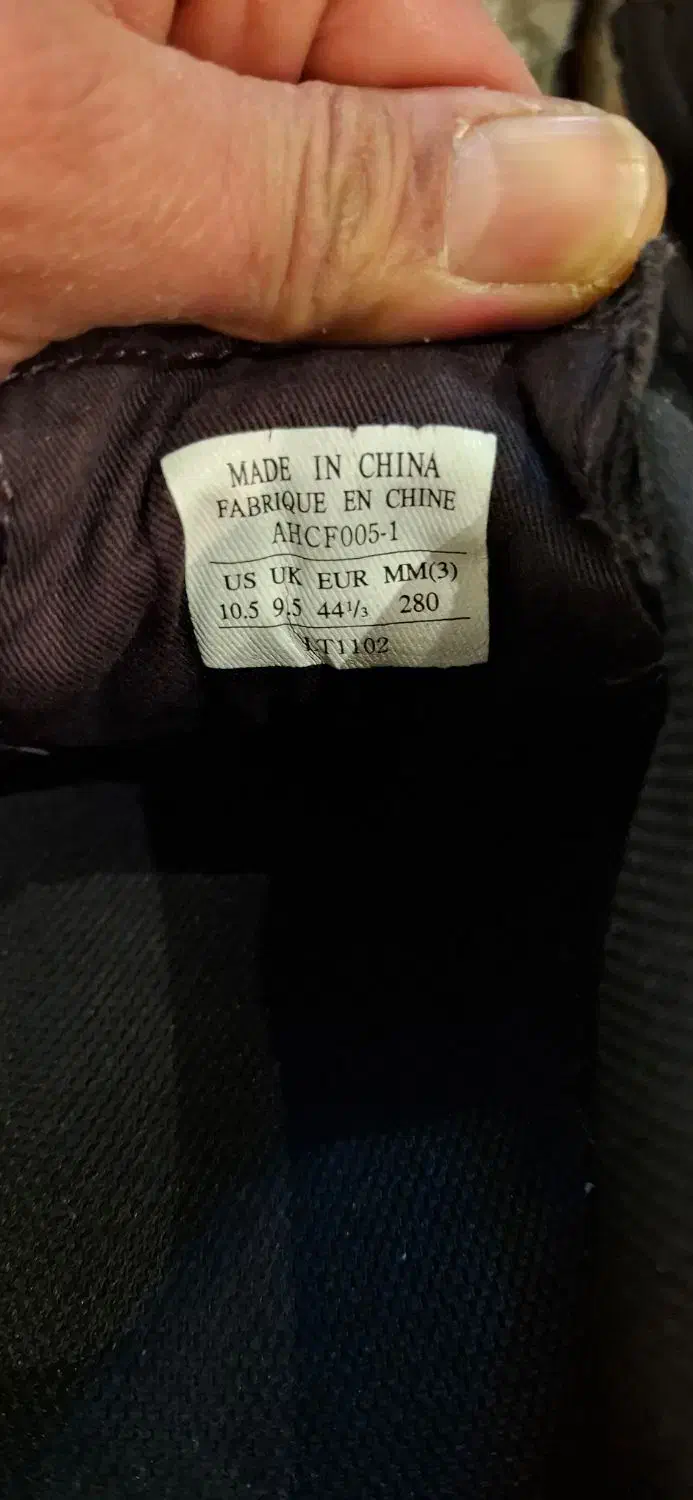 MADE IN CHINA
FABRIQUE EN CHINE
AHCF005-1
US UK EUR MM(3)
10.5 9.5 44¹/₃ 280
LT1102